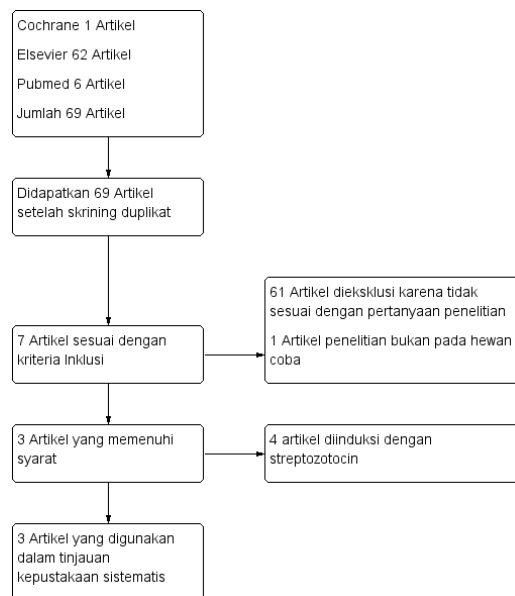 Cochrane 1 Artikel
Elsevier 62 Artikel
Pubmed 6 Artikel
Jumlah 69 Artikel
Didapatkan 69 Artikel
setelah skrining duplikat
61 Artikel dieksklusi karena tidak
sesuai dengan pertanyaan penelitian
1 Artikel penelitian bukan pada hewan
coba
7 Artikel sesuai dengan
kriteria Inklusi
3 Artikel yang memenuhi
syarat
4 artikel diinduksi dengan
streptozotocin
3 Artikel yang digunakan
dalam tinjauan
kepustakaan sistematis